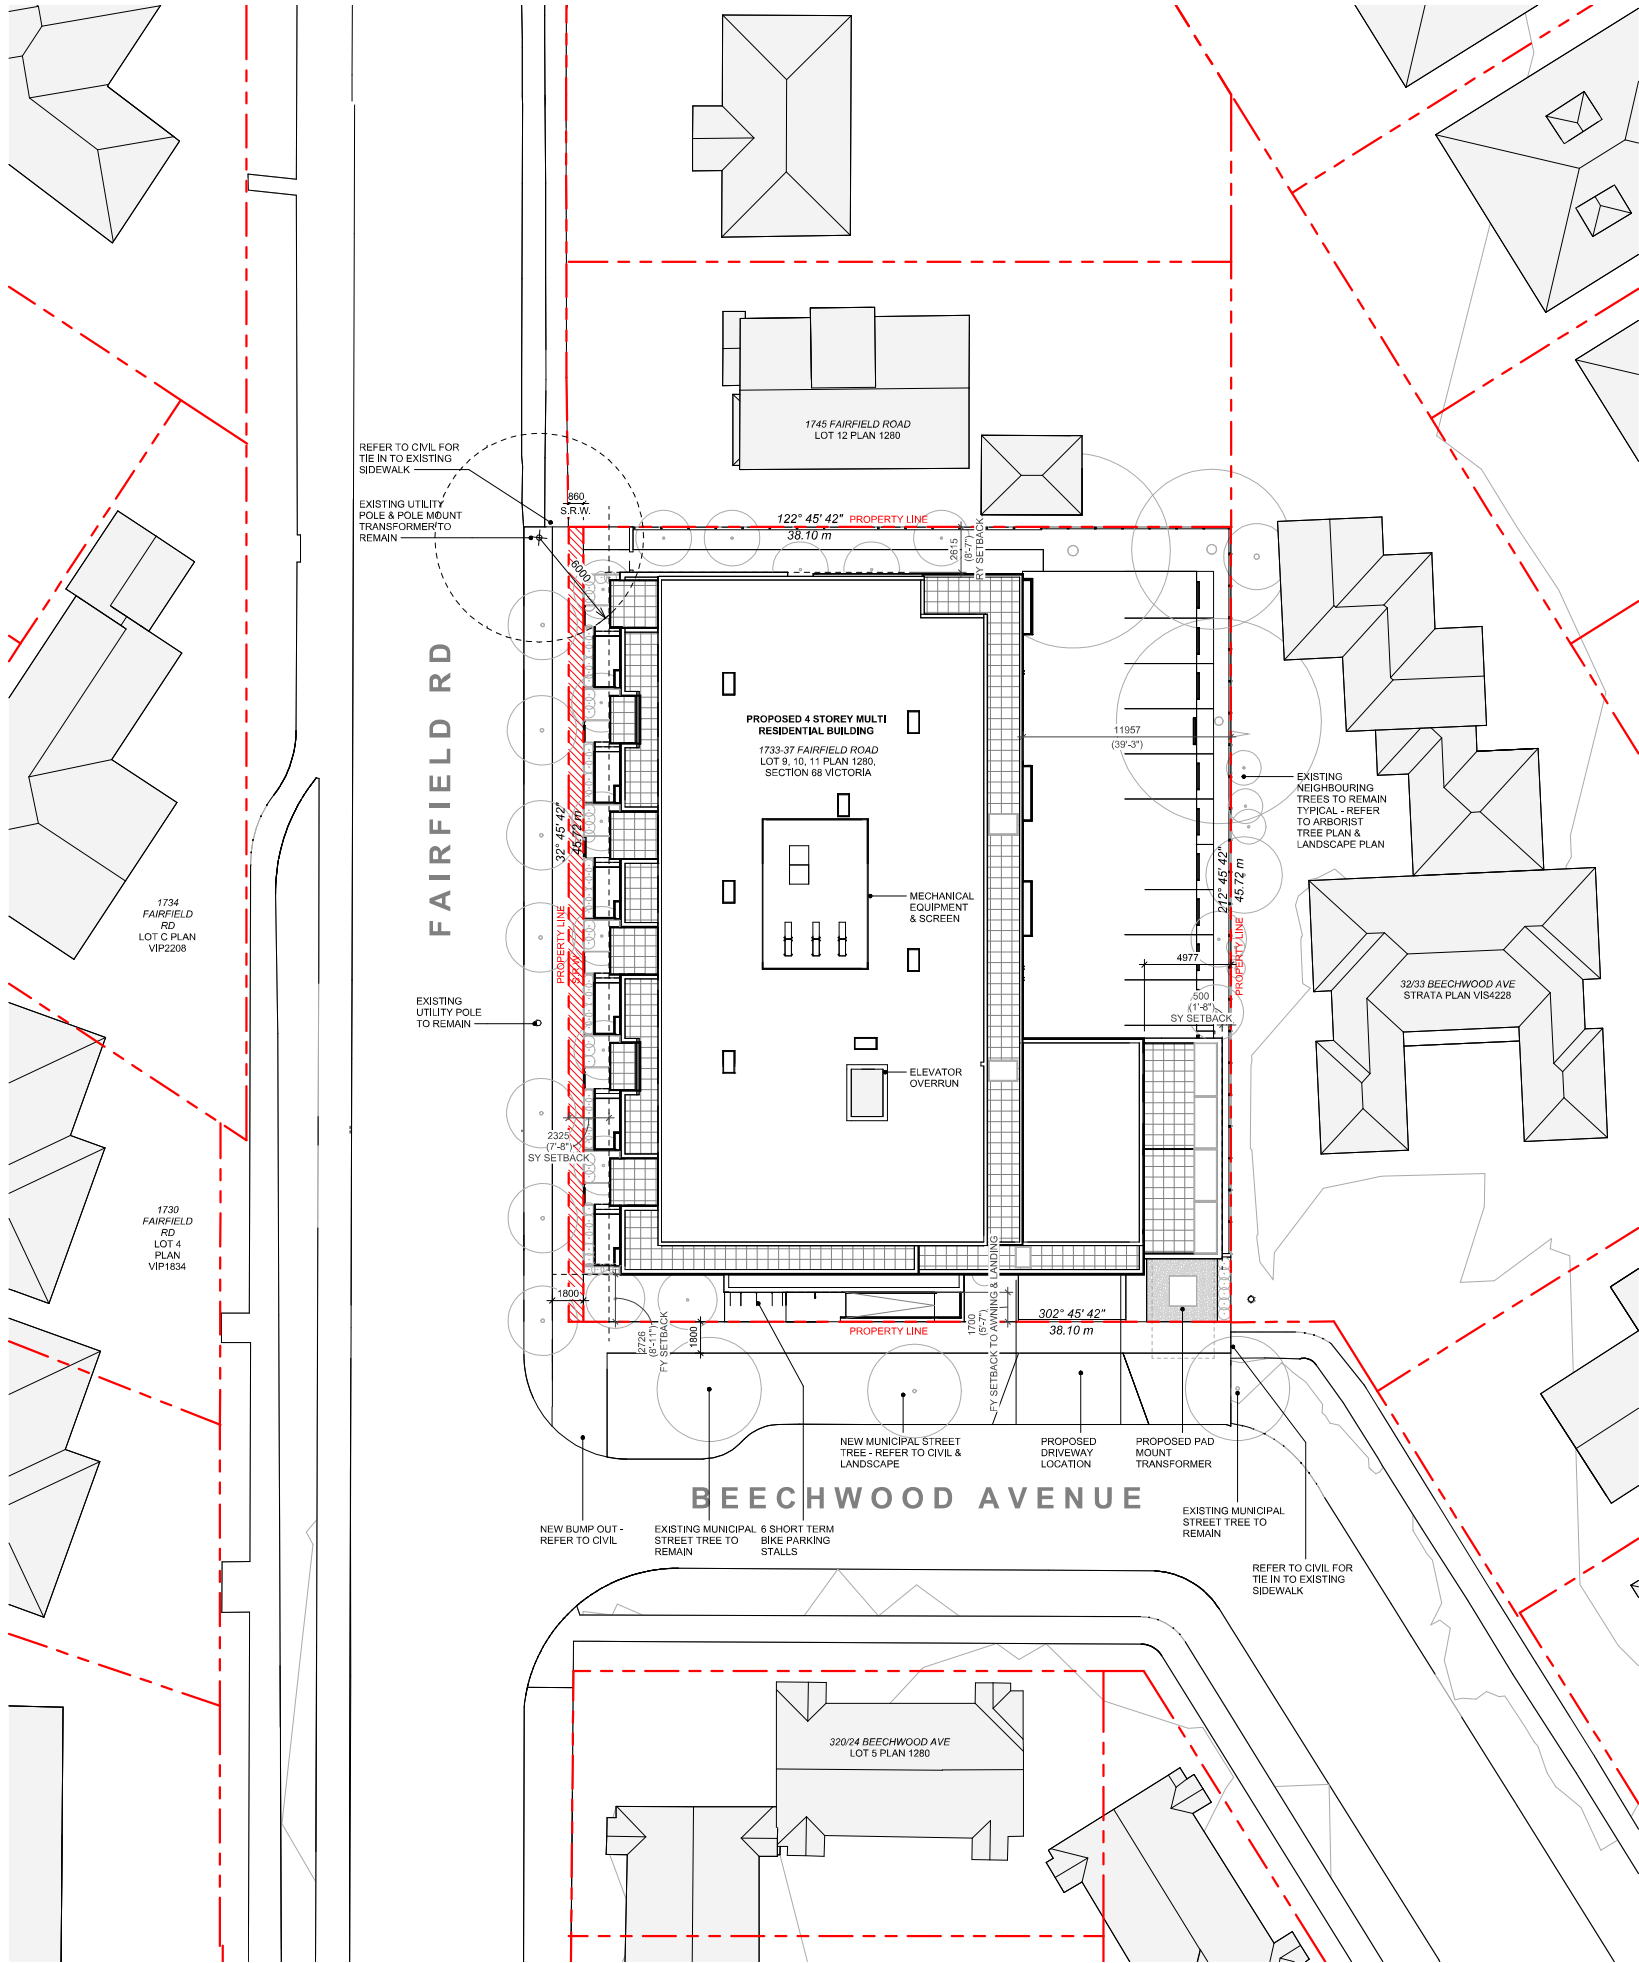 1745 FAIRFIELD ROAD
LOT 12 PLAN 1280
REFER TO CIVIL FOR
TIE IN TO EXISTING
SIDEWALK
EXISTING UTILITY
POLE & POLE MOUNT
TRANSFORMER TO
REMAIN
860
S.R.W.
122° 45' 42" PROPERTY LINE
38.10 m
2615
(8'-7")
FY SETBACK
6000
FAIRFIELD RD
PROPOSED 4 STOREY MULTI
RESIDENTIAL BUILDING
1733-37 FAIRFIELD ROAD
LOT 9, 10, 11 PLAN 1280,
SECTION 68 VICTORIA
11957
(39'-3")
EXISTING
NEIGHBOURING
TREES TO REMAIN
TYPICAL - REFER
TO ARBORIST
TREE PLAN &
LANDSCAPE PLAN
32° 45' 42"
45.72 m
PROPERTY LINE
S.R.W.
212° 45' 42"
45.72 m
PROPERTY LINE
MECHANICAL
EQUIPMENT
& SCREEN
1734
FAIRFIELD
RD
LOT C PLAN
VIP2208
4977
500
(1'-8")
SY SETBACK
32/33 BEECHWOOD AVE
STRATA PLAN VIS4228
EXISTING
UTILITY POLE
TO REMAIN
ELEVATOR
OVERRUN
2325
(7'-8")
SY SETBACK
1730
FAIRFIELD
RD
LOT 4
PLAN
VIP1834
1800
2726
(8'-11")
FY SETBACK
1800
PROPERTY LINE
1700
(5'-7")
FY SETBACK TO AWNING & LANDING
302° 45' 42"
38.10 m
NEW MUNICIPAL STREET
TREE - REFER TO CIVIL &
LANDSCAPE
PROPOSED
DRIVEWAY
LOCATION
PROPOSED PAD
MOUNT
TRANSFORMER
BEECHWOOD AVENUE
NEW BUMP OUT -
REFER TO CIVIL
EXISTING MUNICIPAL
STREET TREE TO
REMAIN
6 SHORT TERM
BIKE PARKING
STALLS
EXISTING MUNICIPAL
STREET TREE TO
REMAIN
REFER TO CIVIL FOR
TIE IN TO EXISTING
SIDEWALK
320/24 BEECHWOOD AVE
LOT 5 PLAN 1280